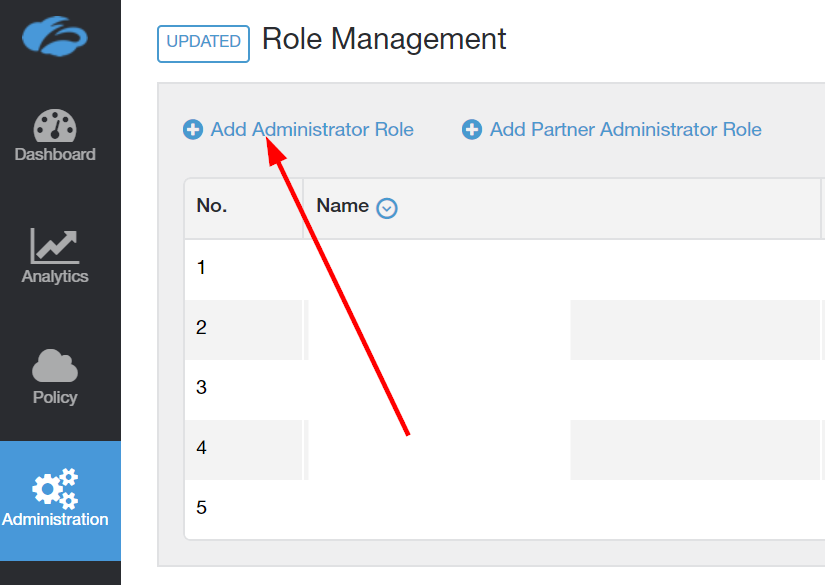 UPDATED Role Management
Dashboard
Analytics
Policy
Administration
Add Administrator Role Add Partner Administrator Role
No. Name
1
2
3
4
5